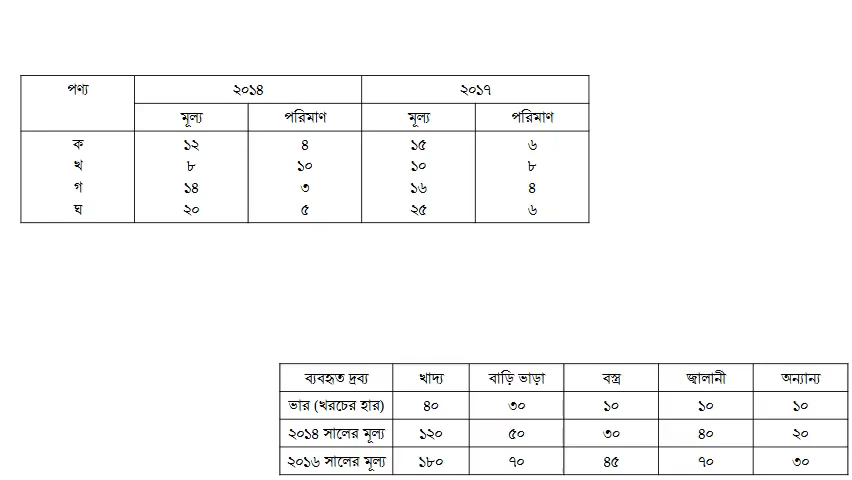 পণ্য ২০১৪ ২০১৭
মূল্য পরিমাণ মূল্য পরিমাণ
ক ১২ ৪ ১৫ ৬
খ ৮ ১০ ১০ ৮
গ ১৪ ৩ ১৬ ৪
ঘ ২০ ৫ ২৫ ৬
ব্যবহৃত দ্রব্য খাদ্য বাড়ি ভাড়া বস্ত্র জ্বালানী অন্যান্য
ভার (খরচের হার) ৪০ ৩০ ১০ ১০ ১০
২০১৪ সালের মূল্য ১২০ ৫০ ৩০ ৪০ ২০
২০১৬ সালের মূল্য ১৮০ ৭০ ৪৫ ৭০ ৩০